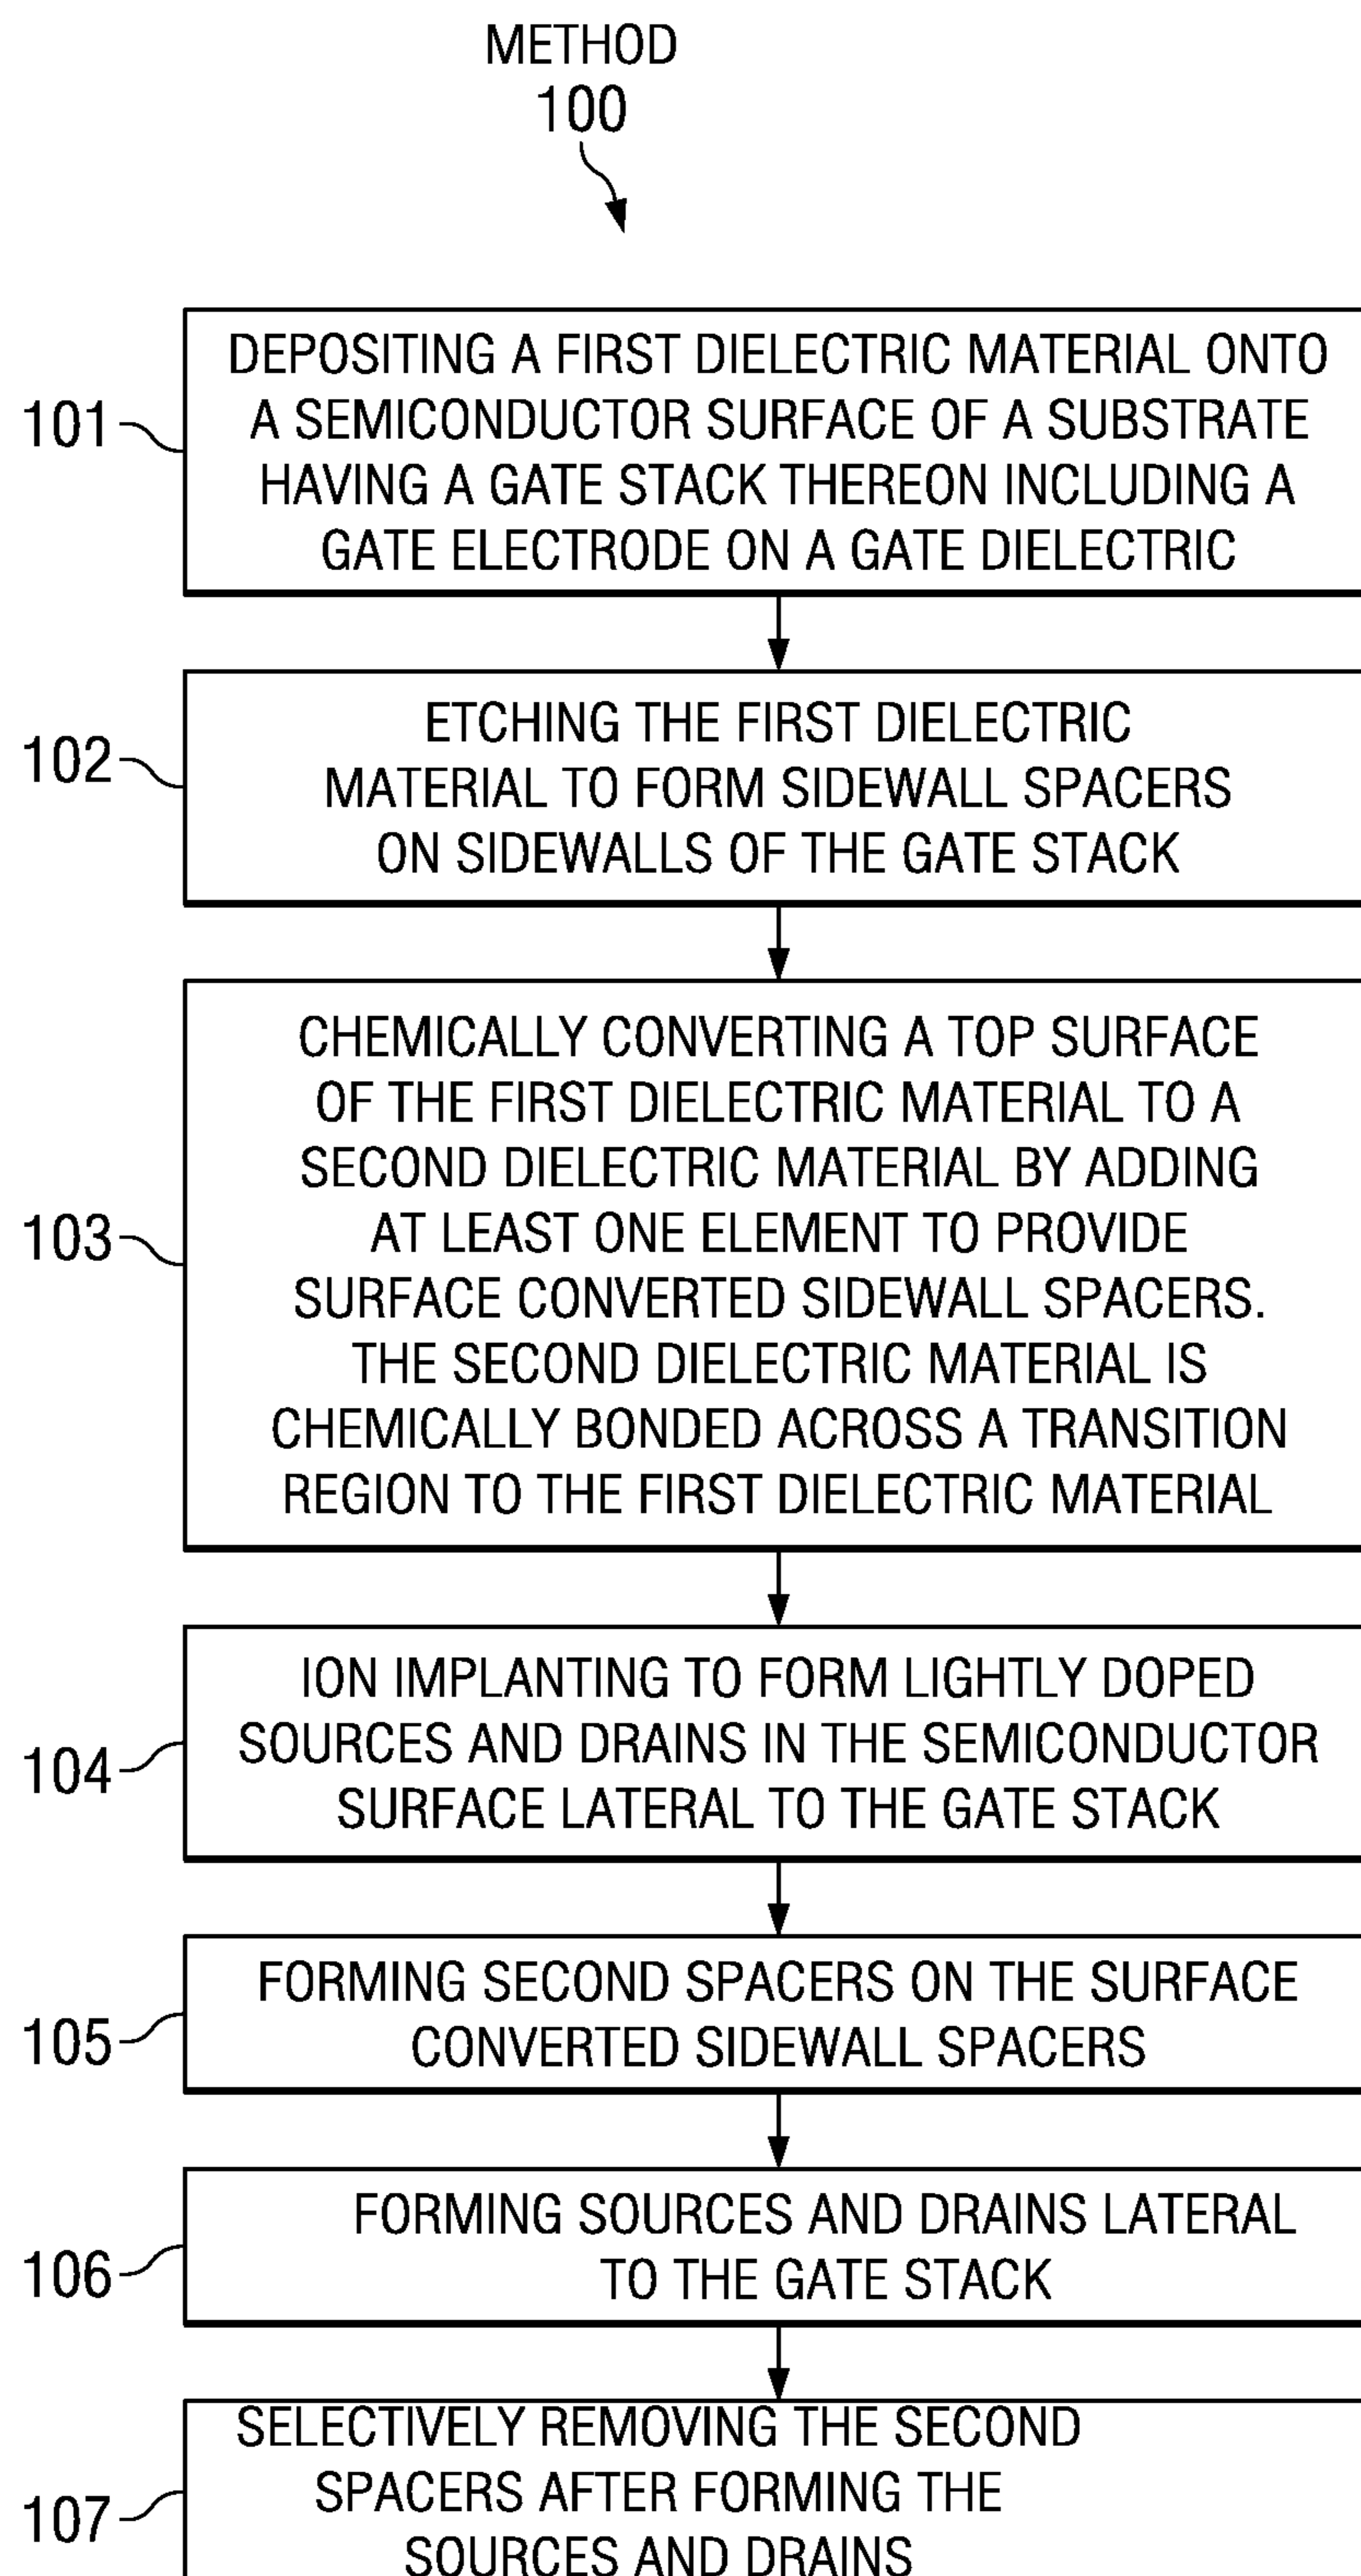 METHOD
100
101
DEPOSITING A FIRST DIELECTRIC MATERIAL ONTO
A SEMICONDUCTOR SURFACE OF A SUBSTRATE
HAVING A GATE STACK THEREON INCLUDING A
GATE ELECTRODE ON A GATE DIELECTRIC
102
ETCHING THE FIRST DIELECTRIC
MATERIAL TO FORM SIDEWALL SPACERS
ON SIDEWALLS OF THE GATE STACK
103
CHEMICALLY CONVERTING A TOP SURFACE
OF THE FIRST DIELECTRIC MATERIAL TO A
SECOND DIELECTRIC MATERIAL BY ADDING
AT LEAST ONE ELEMENT TO PROVIDE
SURFACE CONVERTED SIDEWALL SPACERS.
THE SECOND DIELECTRIC MATERIAL IS
CHEMICALLY BONDED ACROSS A TRANSITION
REGION TO THE FIRST DIELECTRIC MATERIAL
104
ION IMPLANTING TO FORM LIGHTLY DOPED
SOURCES AND DRAINS IN THE SEMICONDUCTOR
SURFACE LATERAL TO THE GATE STACK
105
FORMING SECOND SPACERS ON THE SURFACE
CONVERTED SIDEWALL SPACERS
106
FORMING SOURCES AND DRAINS LATERAL
TO THE GATE STACK
107
SELECTIVELY REMOVING THE SECOND
SPACERS AFTER FORMING THE
SOURCES AND DRAINS